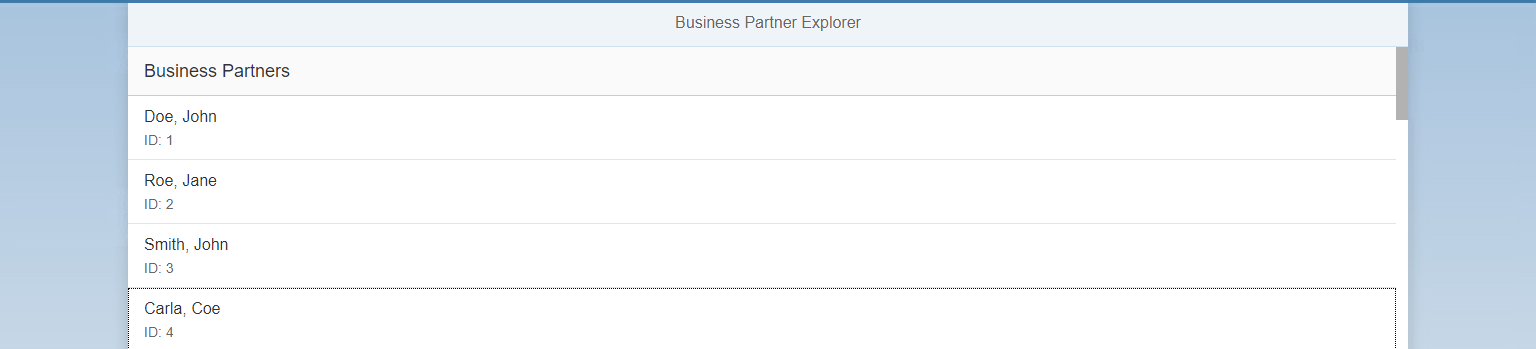 Business Partner Explorer
Business Partners
Doe, John
ID: 1
Roe, Jane
ID: 2
Smith, John
ID: 3
Carla, Coe
ID: 4